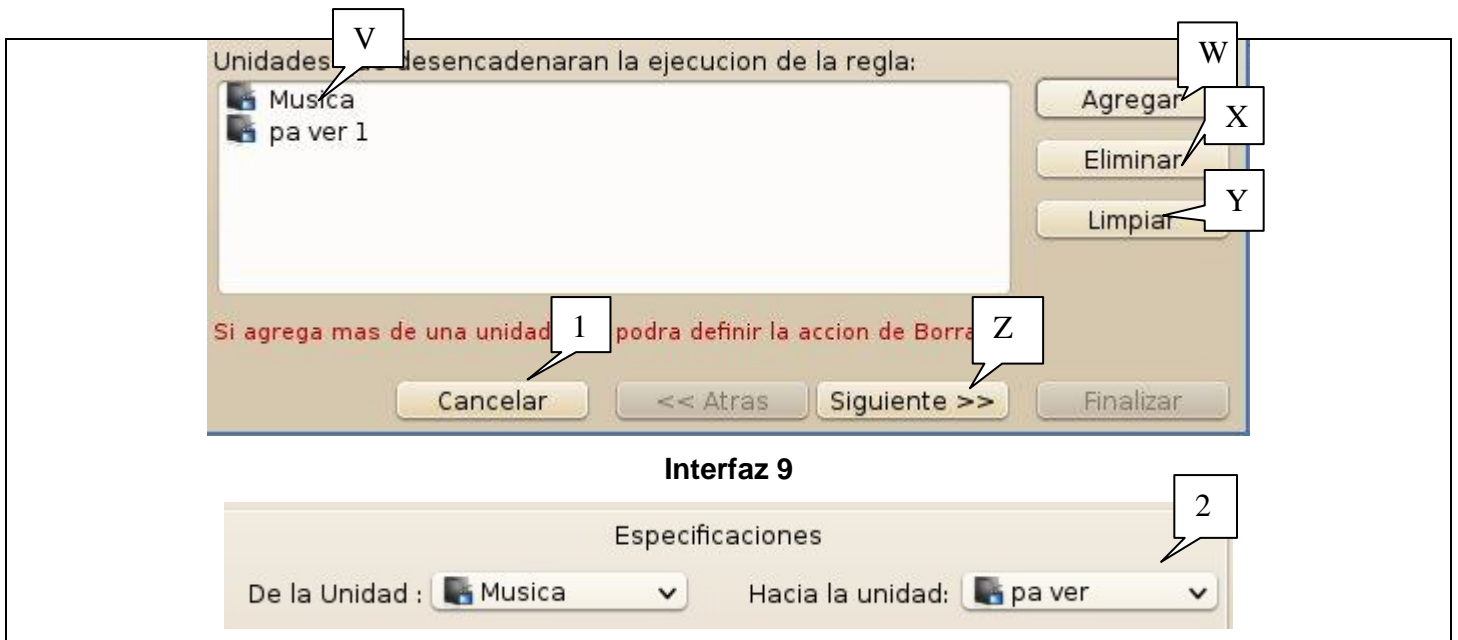 V
W
Unidades desencadenaran la ejecucion de la regla:
Musica
Agregar
X
pa ver 1
Eliminar
Y
Limpiar
Si agrega mas de una unidad podra definir la accion de
1
Z
Cancelar << Atras Siguiente >> Finalizar
Interfaz 9
2
Especificaciones
De la Unidad : Musica Hacia la unidad: pa ver